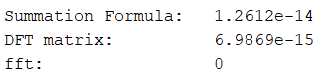 Summation Formula: 1.2612e-14
DFT matrix: 6.9869e-15
fft: 0